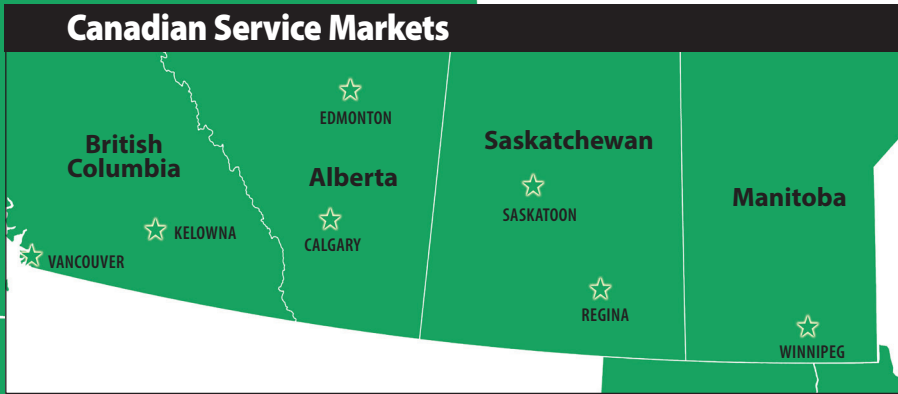 Canadian Service Markets
EDMONTON
British
Columbia
Saskatchewan
Alberta
Manitoba
SASKATOON
KELOWNA
CALGARY
VANCOUVER
REGINA
WINNIPEG